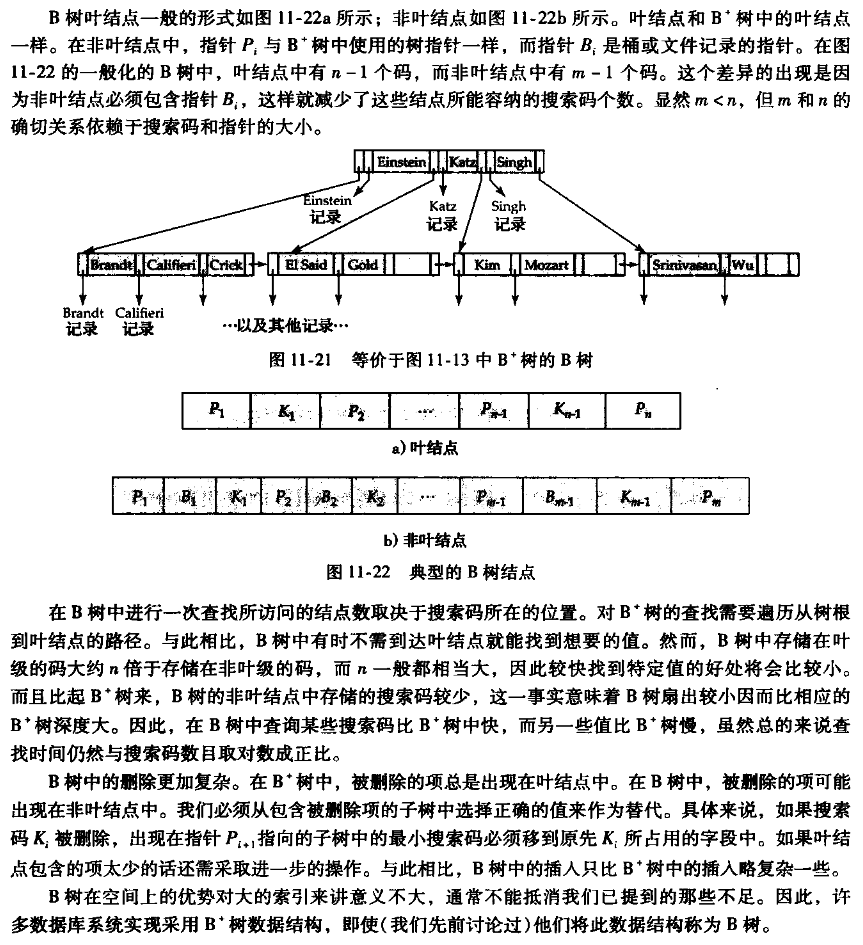 B 树叶结点一般的形式如图 11-22a 所示；非叶结点如图 11-22b 所示。叶结点和 B⁺ 树中的叶结点
一样。在非叶结点中，指针 Pᵢ 与 B⁺ 树中使用的树指针一样，而指针 Bᵢ 是桶或文件记录的指针。在图
11-22 的一般化的 B 树中，叶结点中有 n - 1 个码，而非叶结点中有 m - 1 个码。这个差异的出现是因
为非叶结点必须包含指针 Bᵢ，这样就减少了这些结点所能容纳的搜索码个数。显然 m < n，但 m 和 n 的
确切关系依赖于搜索码和指针的大小。
Einstein Katz Singh
Einstein 记录
Katz 记录
Singh 记录
Brandt Califieri Crick El Said Gold Kim Mozart Srinivasan Wu
Brandt 记录
Califieri 记录
…以及其他记录…
图 11-21 等价于图 11-13 中 B⁺ 树的 B 树
P₁ K₁ P₂ … Pₙ₋₁ Kₙ₋₁ Pₙ
a) 叶结点
P₁ B₁ K₁ P₂ B₂ K₂ … Pₘ₋₁ Bₘ₋₁ Kₘ₋₁ Pₘ
b) 非叶结点
图 11-22 典型的 B 树结点
在 B 树中进行一次查找所访问的结点数取决于搜索码所在的位置。对 B⁺ 树的查找需要遍历从树根
到叶结点的路径。与此相比，B 树中有时不需到达叶结点就能找到想要的值。然而，B 树中存储在叶
级的码大约 n 倍于存储在非叶级的码，而 n 一般都相当大，因此较快找到特定值的好处将会比较小。
而且比起 B⁺ 树来，B 树的非叶结点中存储的搜索码较少，这一事实意味着 B 树扇出较小因而比相应的
B⁺ 树深度大。因此，在 B 树中查询某些搜索码比 B⁺ 树中快，而另一些值比 B⁺ 树慢，虽然总的来说查
找时间仍然与搜索码数目取对数成正比。
B 树中的删除更加复杂。在 B⁺ 树中，被删除的项总是出现在叶结点中。在 B 树中，被删除的项可能
出现在非叶结点中。我们必须从包含被删除项的子树中选择正确的值来作为替代。具体来说，如果搜索
码 Kᵢ 被删除，出现在指针 Pᵢ₊₁ 指向的子树中的最小搜索码必须移到原先 Kᵢ 所占用的字段中。如果叶结
点包含的项太少的话还需采取进一步的操作。与此相比，B 树中的插入只比 B⁺ 树中的插入略复杂一些。
B 树在空间上的优势对大的索引来讲意义不大，通常不能抵消我们已提到的那些不足。因此，许
多数据库系统实现采用 B⁺ 树数据结构，即使（我们先前讨论过）他们将此数据结构称为 B 树。